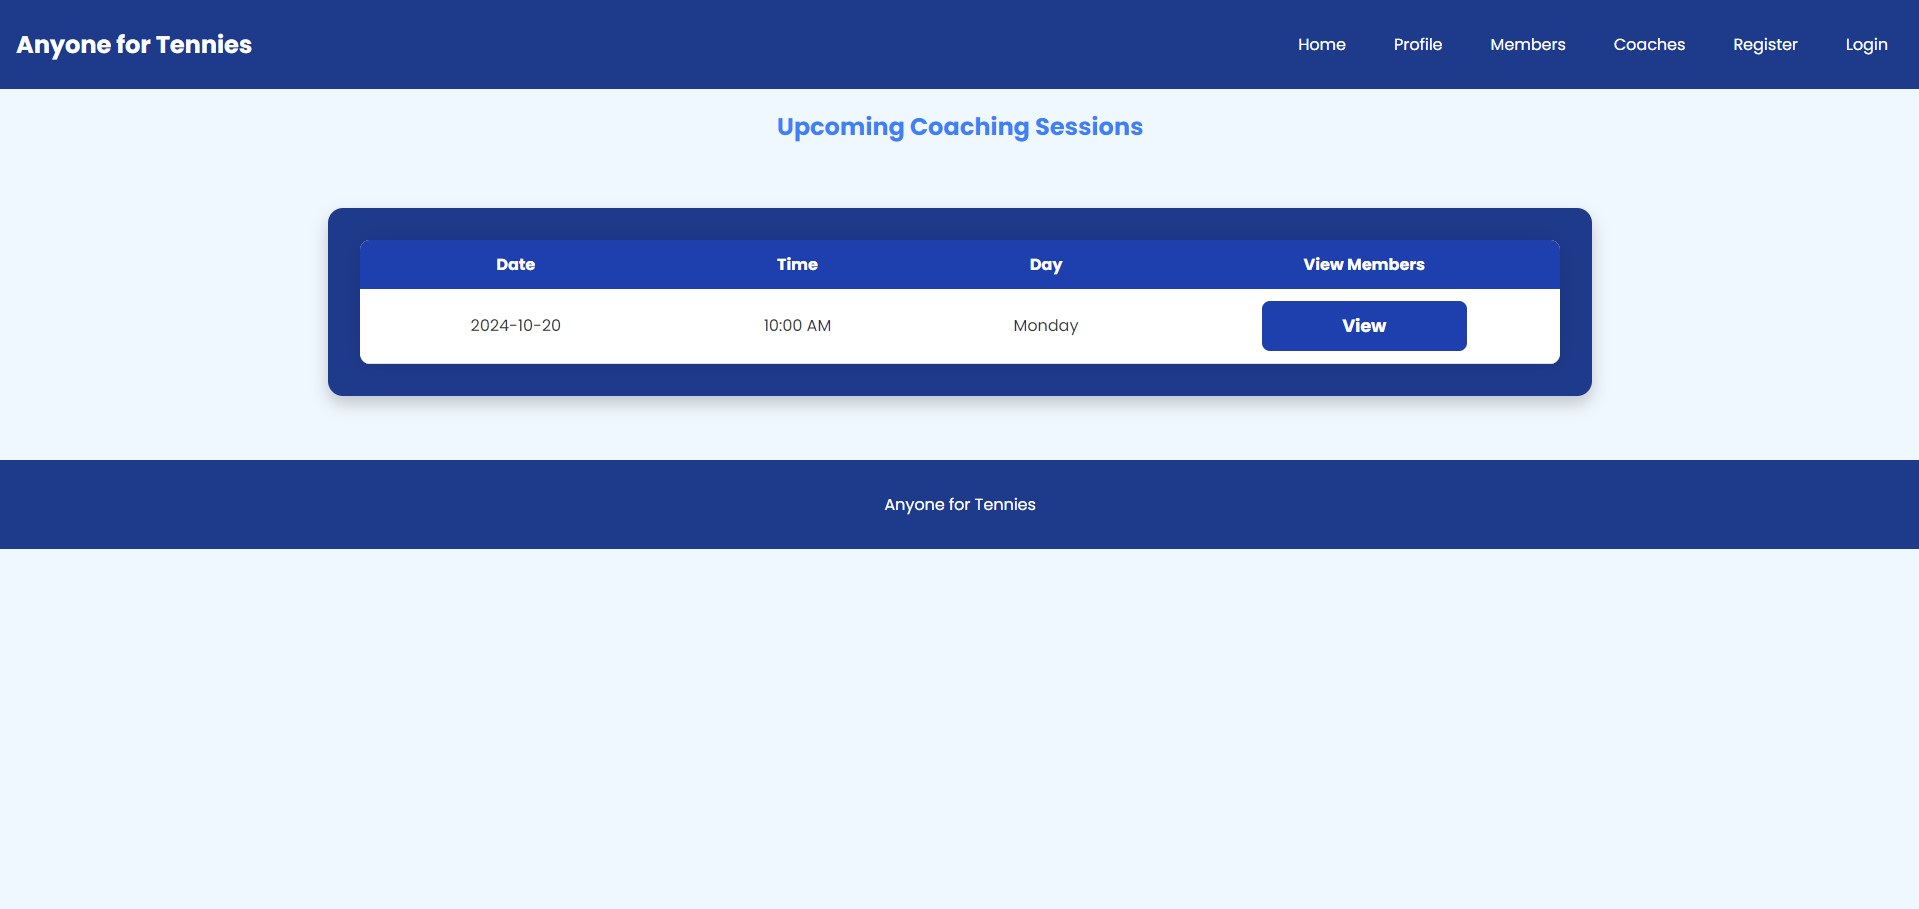 Anyone for Tennies
Home Profile Members Coaches Register Login
Upcoming Coaching Sessions
Date Time Day View Members
2024-10-20 10:00 AM Monday View
Anyone for Tennies